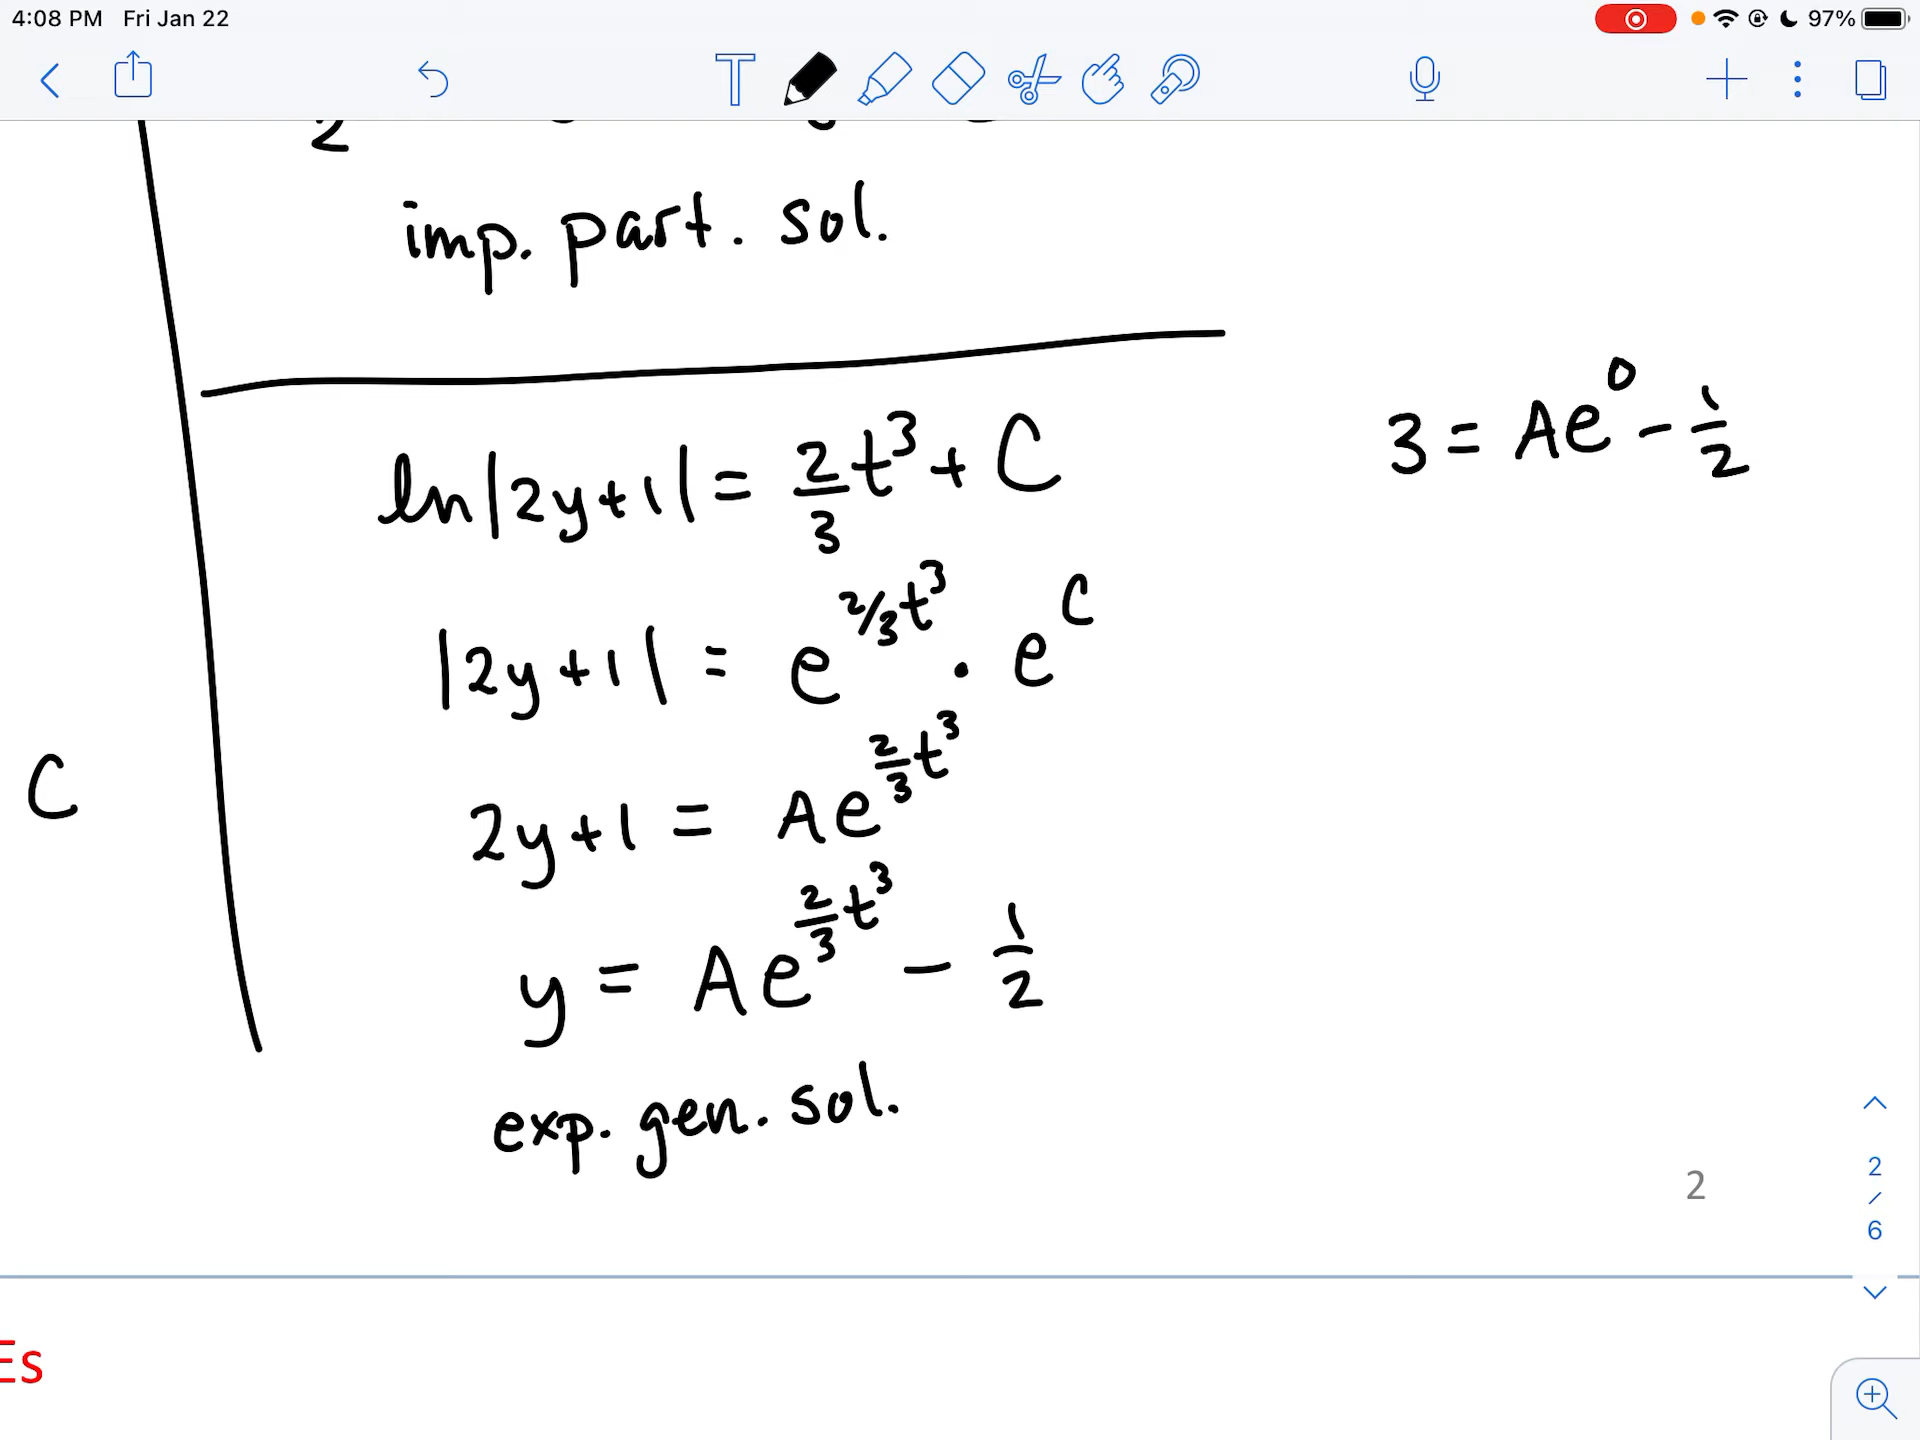 4:08 PM Fri Jan 22
97%
2
imp. part. sol.
ln|2y+1| = 2/3 t³ + C
3 = Ae⁰ - 1/2
|2y+1| = e^(2/3 t³) · e^C
C
2y+1 = Ae^(2/3 t³)
y = Ae^(2/3 t³) - 1/2
exp. gen. sol.
2
2
/
6
Es